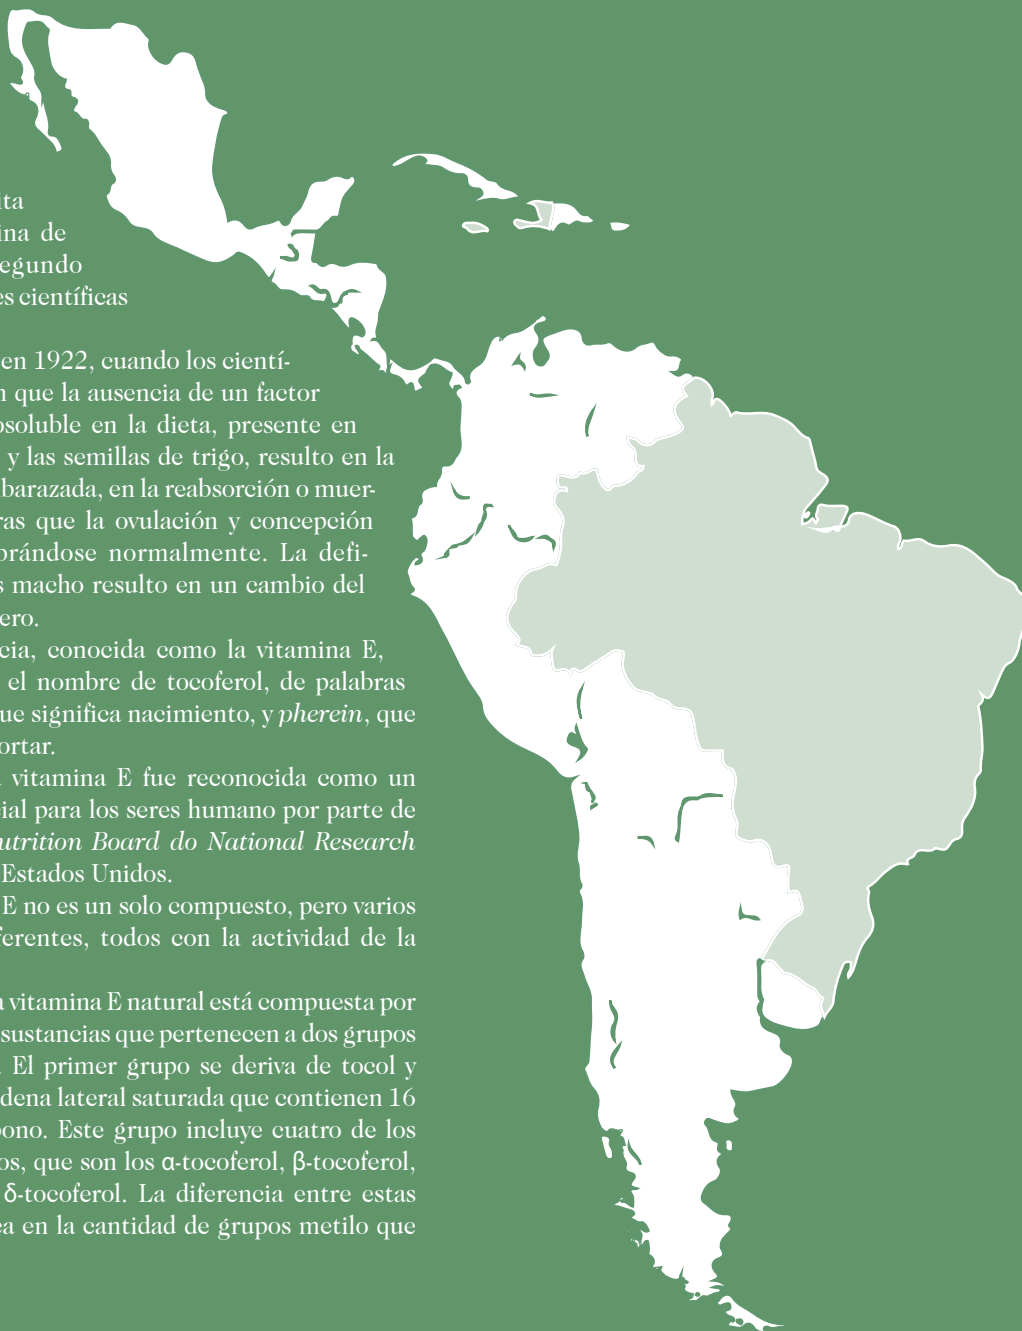 ita
ina de
egundo
es científicas
en 1922, cuando los cientí-
n que la ausencia de un factor
osoluble en la dieta, presente en
y las semillas de trigo, resulto en la
mbarazada, en la reabsorción o muer-
ras que la ovulación y concepción
brándose normalmente. La defi-
s macho resulto en un cambio del
ero.
cia, conocida como la vitamina E,
el nombre de tocoferol, de palabras
ue significa nacimiento, y pherein, que
ortar.
a vitamina E fue reconocida como un
cial para los seres humano por parte de
utrition Board do National Research
Estados Unidos.
E no es un solo compuesto, pero varios
ferentes, todos con la actividad de la
a vitamina E natural está compuesta por
sustancias que pertenecen a dos grupos
. El primer grupo se deriva de tocol y
dena lateral saturada que contienen 16
bono. Este grupo incluye cuatro de los
os, que son los α-tocoferol, β-tocoferol,
δ-tocoferol. La diferencia entre estas
ca en la cantidad de grupos metilo que